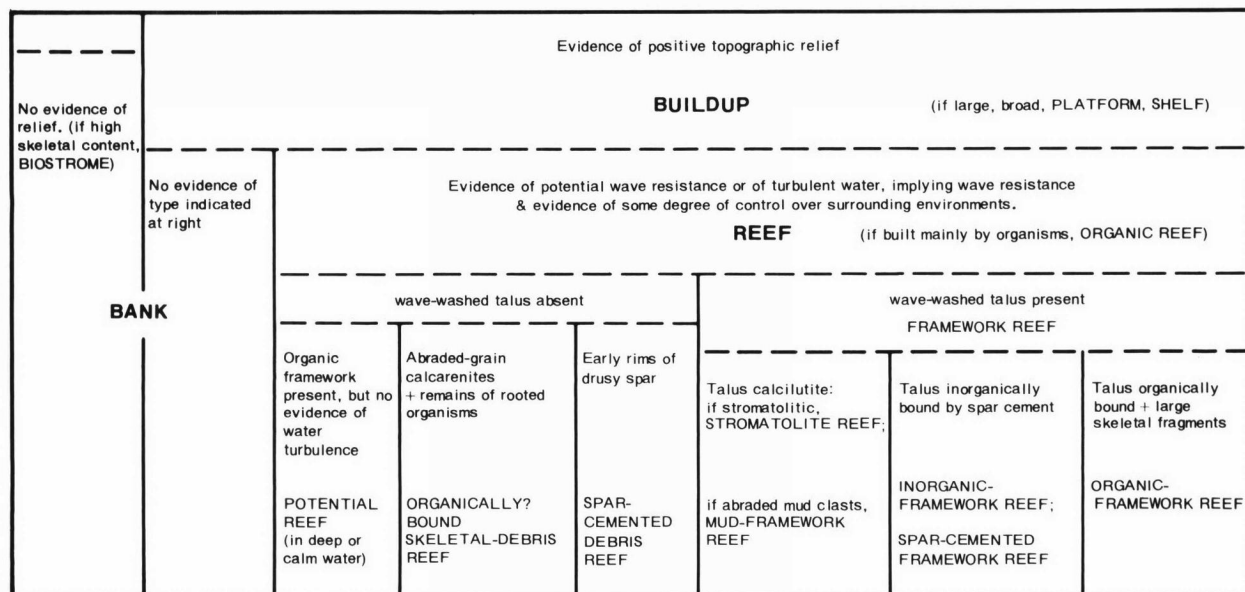 Evidence of positive topographic relief
BUILDUP
(if large, broad, PLATFORM, SHELF)
No evidence of
relief. (if high
skeletal content,
BIOSTROME)
No evidence of
type indicated
at right
BANK
Evidence of potential wave resistance or of turbulent water, implying wave resistance
& evidence of some degree of control over surrounding environments.
REEF
(if built mainly by organisms, ORGANIC REEF)
wave-washed talus absent
wave-washed talus present
FRAMEWORK REEF
Organic
framework
present, but no
evidence of
water
turbulence
POTENTIAL
REEF
(in deep or
calm water)
Abraded-grain
calcarenites
+ remains of rooted
organisms
ORGANICALLY?
BOUND
SKELETAL-DEBRIS
REEF
Early rims of
drusy spar
SPAR-
CEMENTED
DEBRIS
REEF
Talus calcilutite:
if stromatolitic,
STROMATOLITE REEF;
if abraded mud clasts,
MUD-FRAMEWORK
REEF
Talus inorganically
bound by spar cement
INORGANIC-
FRAMEWORK REEF;
SPAR-CEMENTED
FRAMEWORK REEF
Talus organically
bound + large
skeletal fragments
ORGANIC-
FRAMEWORK REEF